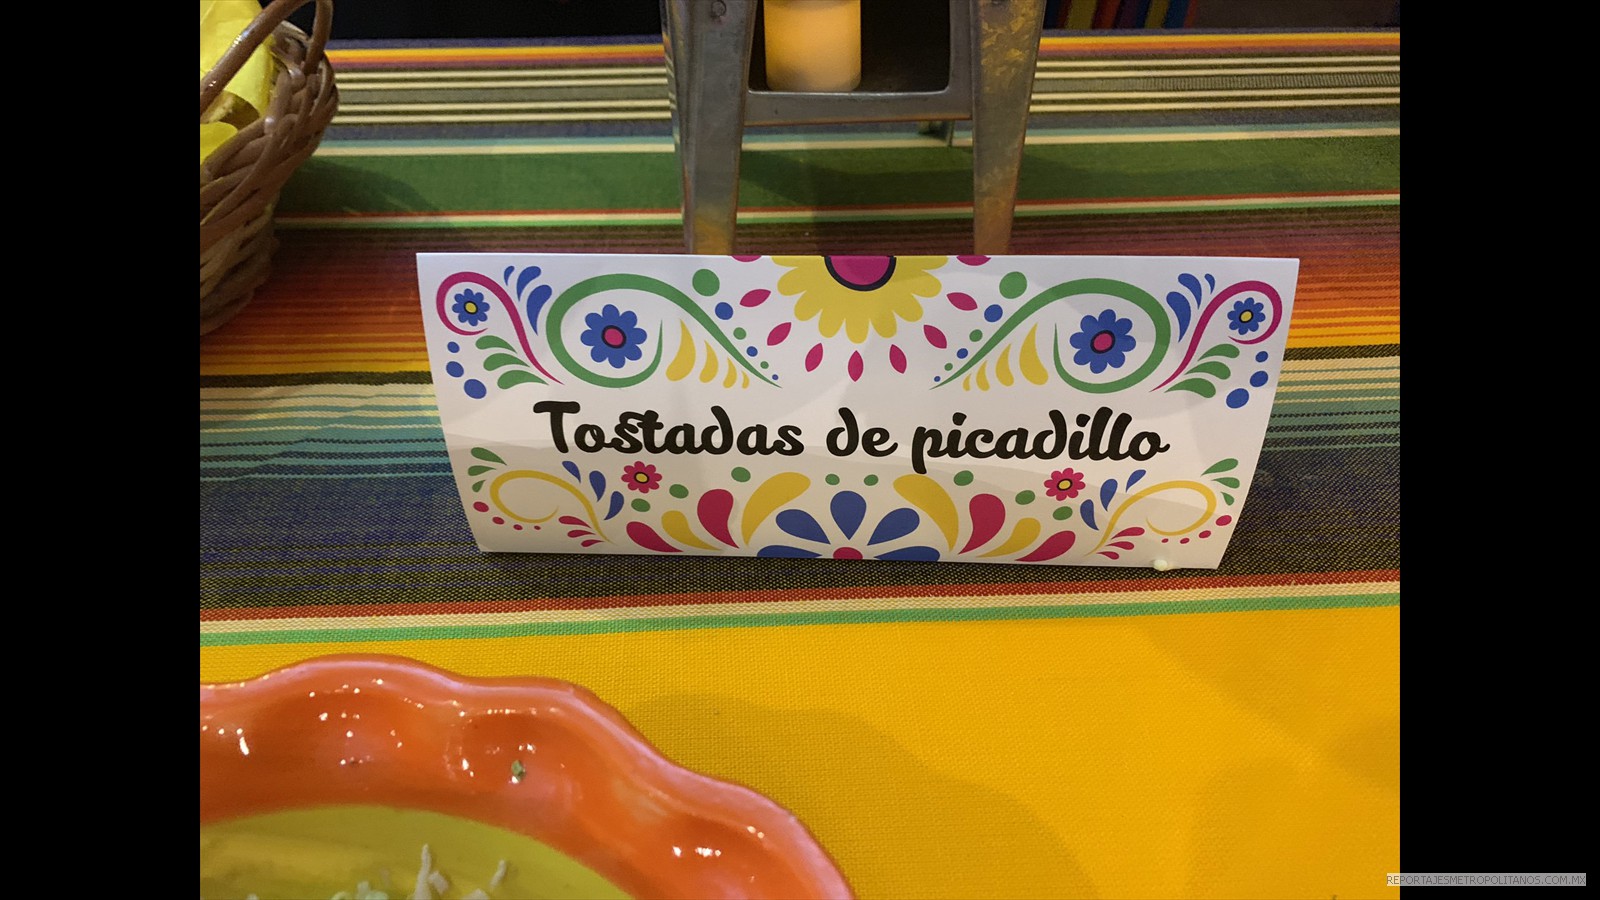 Tostadas de picadillo
REPORTAJESMETROPOLITANOS.COM.MX